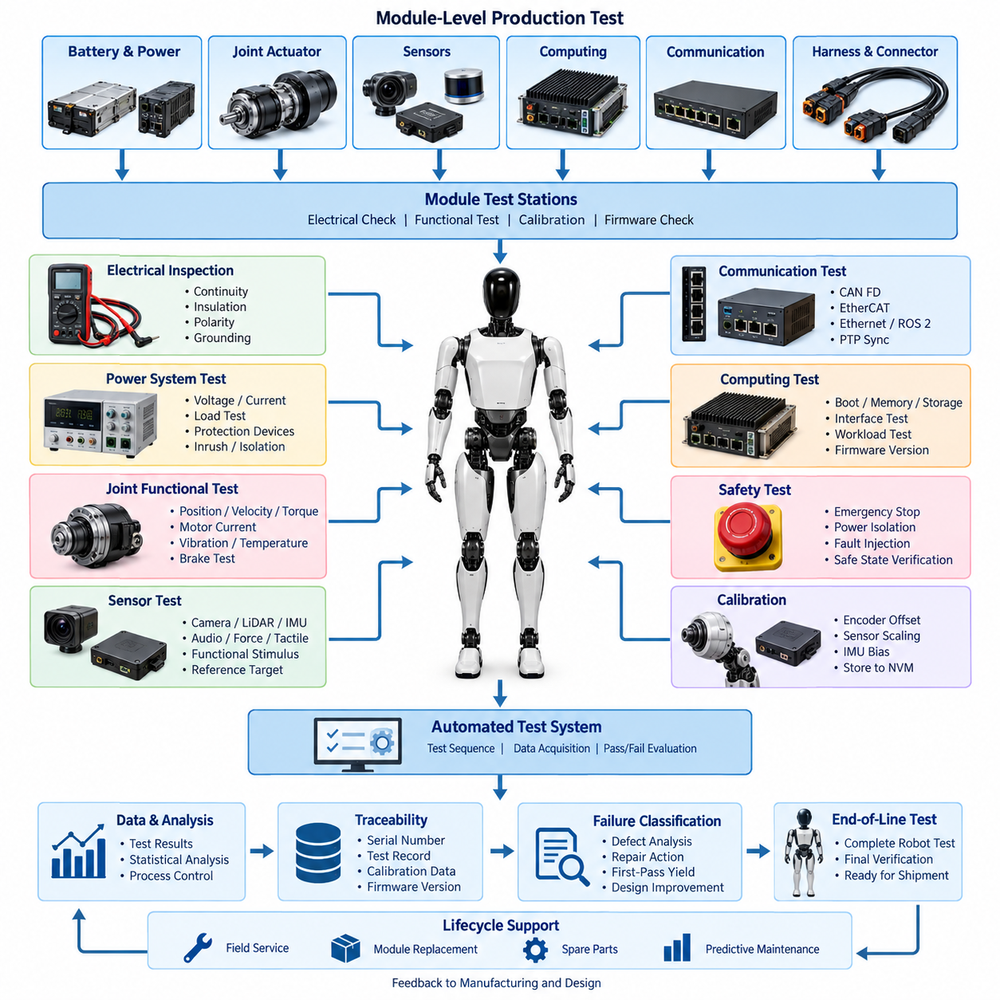 Module-Level Production Test
Battery & Power
Joint Actuator
Sensors
Computing
Communication
Harness & Connector
Module Test Stations
Electrical Check | Functional Test | Calibration | Firmware Check
Electrical Inspection
• Continuity
• Insulation
• Polarity
• Grounding
Power System Test
• Voltage / Current
• Load Test
• Protection Devices
• Inrush / Isolation
Joint Functional Test
• Position / Velocity / Torque
• Motor Current
• Vibration / Temperature
• Brake Test
Sensor Test
• Camera / LiDAR / IMU
• Audio / Force / Tactile
• Functional Stimulus
• Reference Target
Communication Test
• CAN FD
• EtherCAT
• Ethernet / ROS 2
• PTP Sync
Computing Test
• Boot / Memory / Storage
• Interface Test
• Workload Test
• Firmware Version
Safety Test
• Emergency Stop
• Power Isolation
• Fault Injection
• Safe State Verification
Calibration
• Encoder Offset
• Sensor Scaling
• IMU Bias
• Store to NVM
Automated Test System
Test Sequence | Data Acquisition | Pass/Fail Evaluation
Data & Analysis
• Test Results
• Statistical Analysis
• Process Control
Traceability
• Serial Number
• Test Record
• Calibration Data
• Firmware Version
Failure Classification
• Defect Analysis
• Repair Action
• First-Pass Yield
• Design Improvement
End-of-Line Test
• Complete Robot Test
• Final Verification
• Ready for Shipment
Lifecycle Support
Field Service
Module Replacement
Spare Parts
Predictive Maintenance
Feedback to Manufacturing and Design